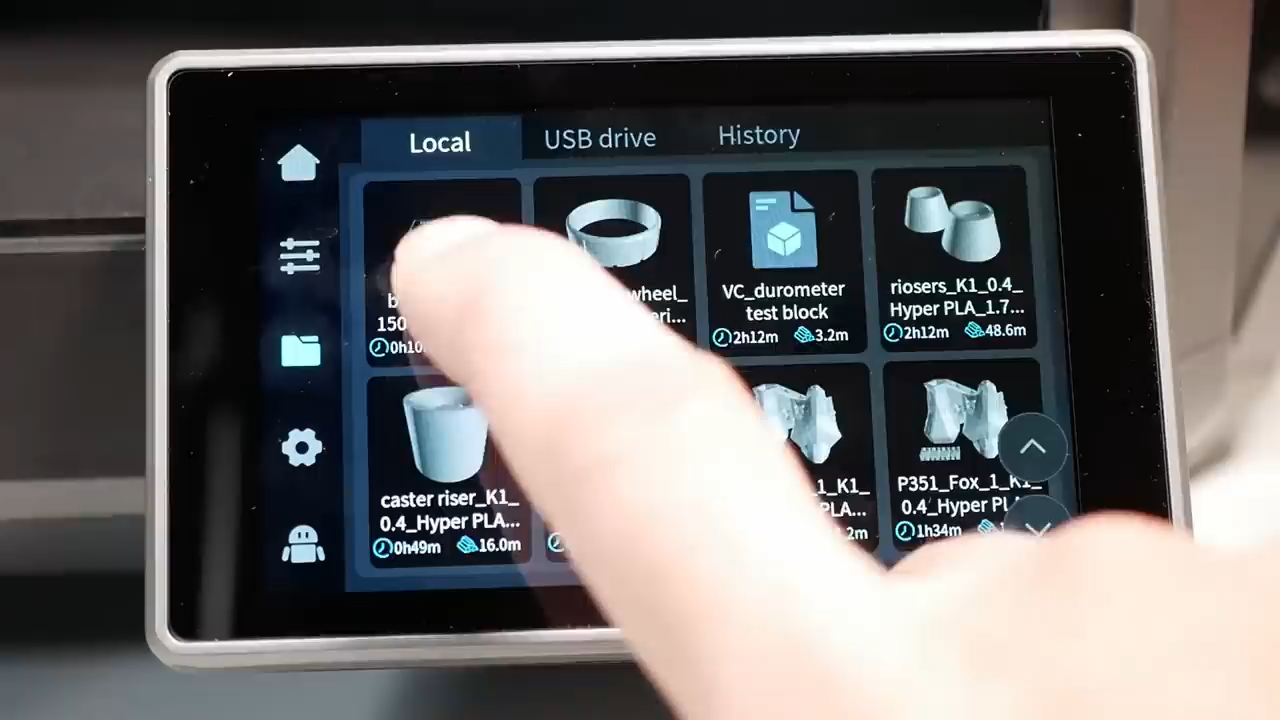 Local
USB drive
History
150
0h10
wheel_
eri...
VC_durometer
test block
2h12m
3.2m
riosers_K1_0.4_
Hyper PLA_1.7...
2h12m
48.6m
caster riser_K1_
0.4_Hyper PLA...
0h49m
16.0m
1_K1_
PLA...
2m
P351_Fox_1_K1_
0.4_Hyper PLA
1h34m